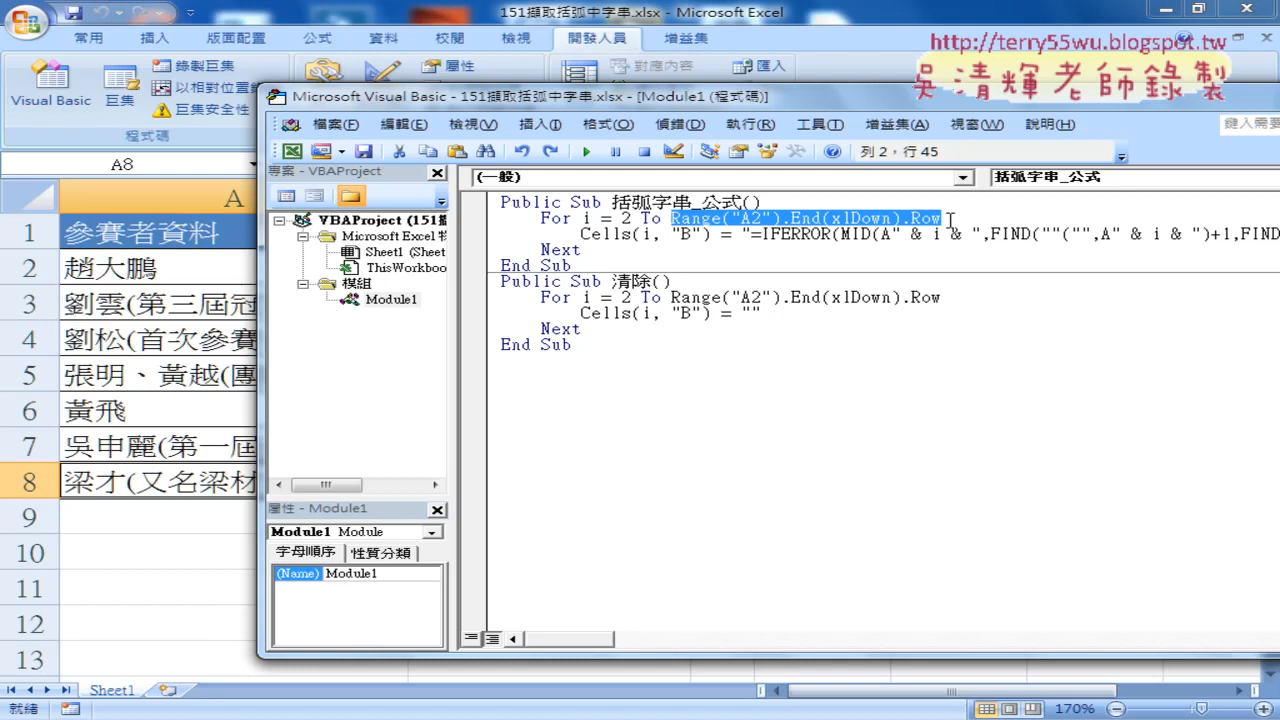 151擷取括弧中字串.xlsx - Microsoft Excel
常用 插入 版面配置 公式 資料 校閱 檢視 開發人員 增益集
http://terry55wu.blogspot.tw
吳清輝老師錄製
Visual Basic
巨集
錄製巨集
以相對位置
巨集安全性
程式碼
屬性
對應內容
匯入
Microsoft Visual Basic - 151擷取括弧中字串.xlsx - [Module1 (程式碼)]
檔案(F) 編輯(E) 檢視(V) 插入(I) 格式(O) 偵錯(D) 執行(R) 工具(T) 增益集(A) 視窗(W) 說明(H)
鍵入需要
列 2, 行 45
A8
專案 - VBAProject
(一般)
括弧字串_公式
VBAProject (151擷
Microsoft Excel 
Sheet1 (Sheet
ThisWorkboo
模組
Module1
Public Sub 括弧字串_公式()
For i = 2 To Range("A2").End(xlDown).Row
Cells(i, "B") = "=IFERROR(MID(A" & i & ",FIND(""("",A" & i & ")+1,FIND
Next
End Sub
Public Sub 清除()
For i = 2 To Range("A2").End(xlDown).Row
Cells(i, "B") = ""
Next
End Sub
A
1 參賽者資料
2 趙大鵬
3 劉雲(第三屆冠
4 劉松(首次參賽
5 張明、黃越(團
6 黃飛
7 吳申麗(第一屆
8 梁才(又名梁材
9
10
11
12
13
屬性 - Module1
Module1 Module
字母順序 性質分類
(Name) Module1
Sheet1
就緒
170%